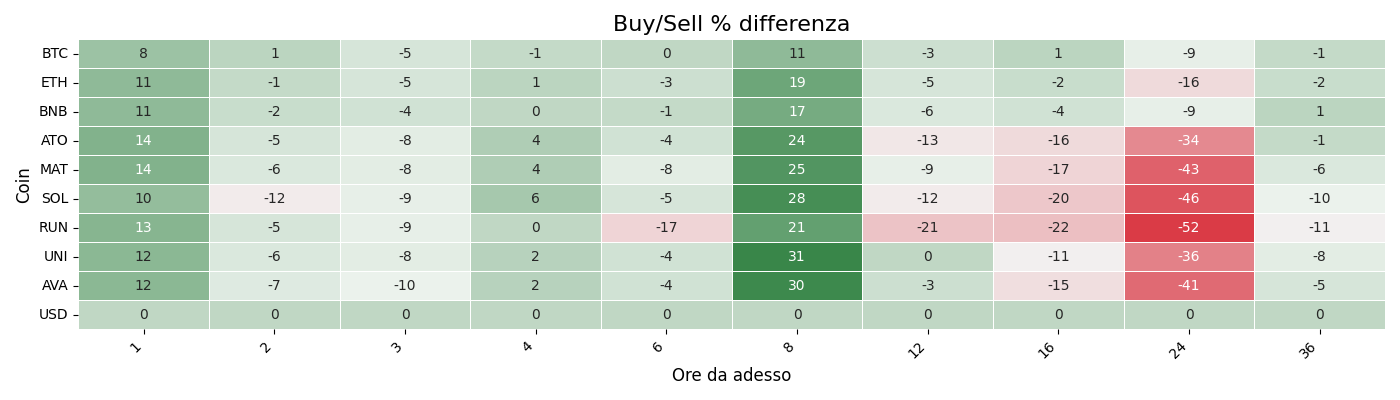 Buy/Sell % differenza
Coin
BTC 8 1 -5 -1 0 11 -3 1 -9 -1
ETH 11 -1 -5 1 -3 19 -5 -2 -16 -2
BNB 11 -2 -4 0 -1 17 -6 -4 -9 1
ATO 14 -5 -8 4 -4 24 -13 -16 -34 -1
MAT 14 -6 -8 4 -8 25 -9 -17 -43 -6
SOL 10 -12 -9 6 -5 28 -12 -20 -46 -10
RUN 13 -5 -9 0 -17 21 -21 -22 -52 -11
UNI 12 -6 -8 2 -4 31 0 -11 -36 -8
AVA 12 -7 -10 2 -4 30 -3 -15 -41 -5
USD 0 0 0 0 0 0 0 0 0 0
1 2 3 4 6 8 12 16 24 36
Ore da adesso